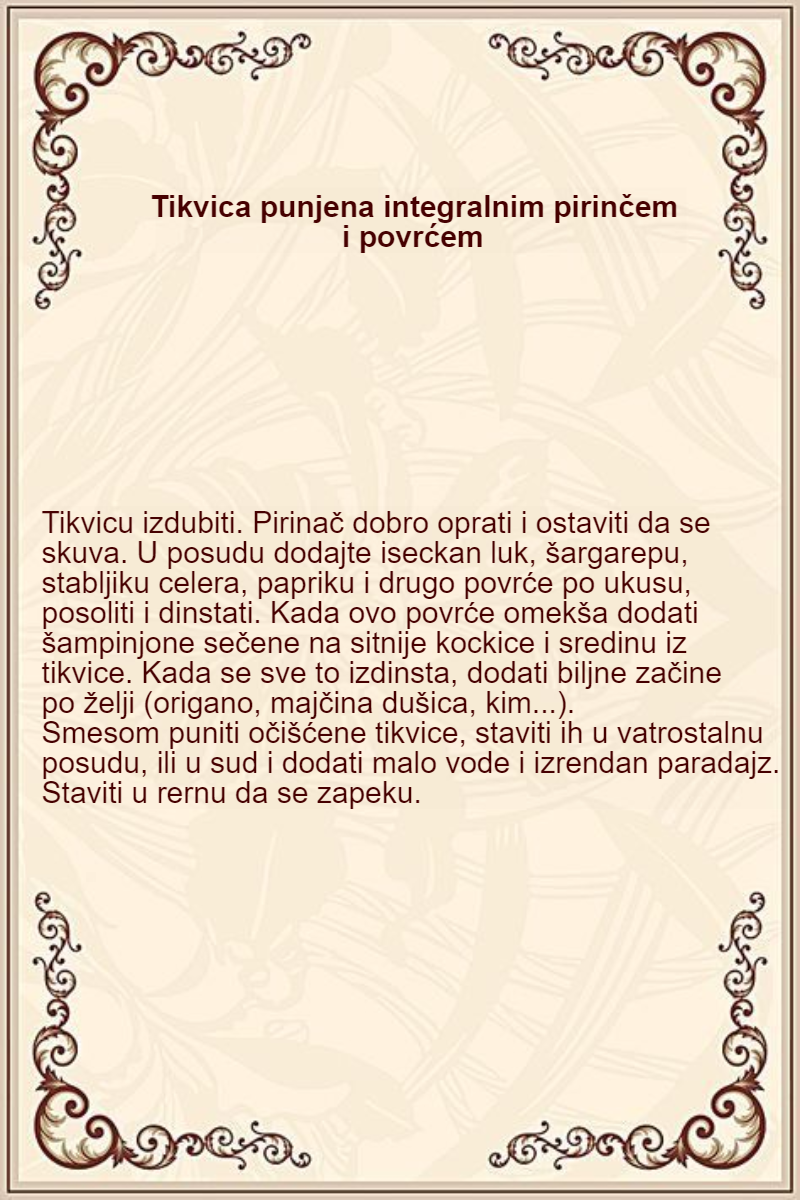 Tikvica punjena integralnim pirinčem
i povrćem
Tikvicu izdubiti. Pirinač dobro oprati i ostaviti da se
skuva. U posudu dodajte iseckan luk, šargarepu,
stabljiku celera, papriku i drugo povrće po ukusu,
posoliti i dinstati. Kada ovo povrće omekša dodati
šampinjone sečene na sitnije kockice i sredinu iz
tikvice. Kada se sve to izdinsta, dodati biljne začine
po želji (origano, majčina dušica, kim...).
Smesom puniti očišćene tikvice, staviti ih u vatrostalnu
posudu, ili u sud i dodati malo vode i izrendan paradajz.
Staviti u rernu da se zapeku.